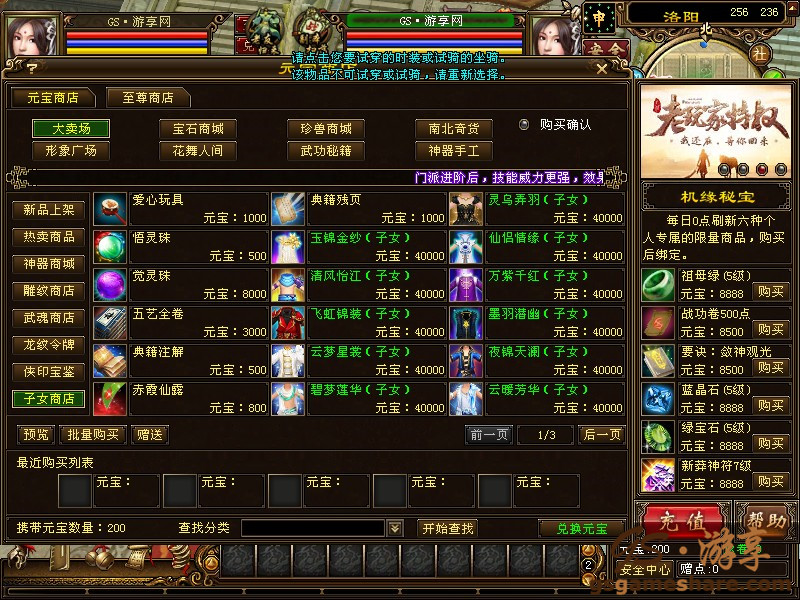 GS·游享网
GS·游享网
申
洛阳
256 236
北
社
安全
请点击您要试穿的时装或试骑的坐骑。
该物品不可试穿或试骑，请重新选择。
?
元宝商店
至尊商店
大卖场
宝石商城
珍兽商城
南北奇货
购买确认
形象广场
花舞人间
武功秘籍
神器手工
门派进阶后，技能威力更强，效果
老玩家特权
我还在，等你回来
新品上架
热卖商品
神器商城
雕纹商店
武魂商店
龙纹令牌
侠印宝鉴
子女商店
爱心玩具
元宝：1000
典籍残页
元宝：1000
灵鸟弄羽(子女)
元宝：40000
悟灵珠
元宝：500
玉锦金纱(子女)
元宝：40000
仙侣情缘(子女)
元宝：40000
觉灵珠
元宝：8000
清风怡江(子女)
元宝：40000
万紫千红(子女)
元宝：40000
五艺全卷
元宝：3000
飞虹锦装(子女)
元宝：40000
墨羽潜幽(子女)
元宝：40000
典籍注解
元宝：500
云梦星裳(子女)
元宝：40000
夜锦天澜(子女)
元宝：40000
赤霞仙露
元宝：800
碧梦莲华(子女)
元宝：40000
云暖芳华(子女)
元宝：40000
预览
批量购买
赠送
前一页
1/3
后一页
最近购买列表
元宝：
元宝：
元宝：
元宝：
元宝：
携带元宝数量：200
查找分类
开始查找
兑换元宝
机缘秘宝
每日0点刷新六种个
人专属的限量商品，购买
后绑定。
祖母绿(5级)
元宝：8888
购买
战功卷500点
元宝：8500
购买
要诀：敛神观光
元宝：8500
购买
蓝晶石(5级)
元宝：8888
购买
绿宝石(5级)
元宝：8888
购买
新莽神符7级
元宝：8888
购买
充值
帮助
元宝:200
安全中心
赠点:0
2
游享
gsgameshare.com